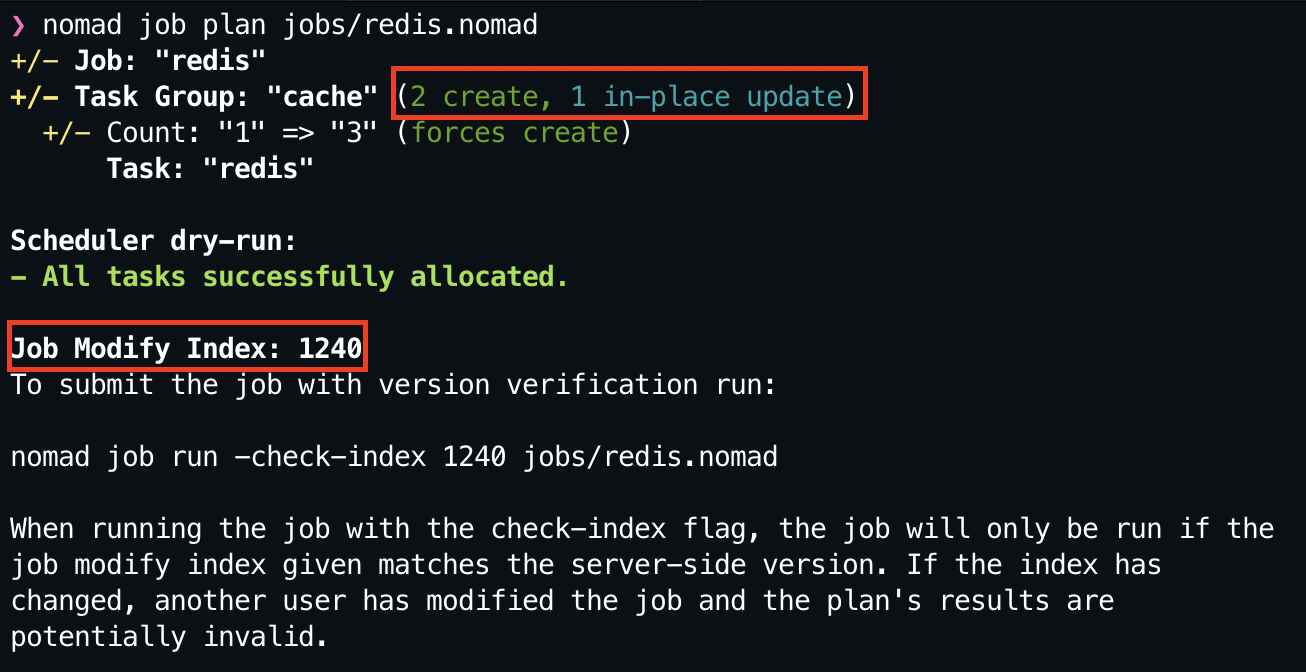 ❯ nomad job plan jobs/redis.nomad
+/- Job: "redis"
+/- Task Group: "cache" (2 create, 1 in-place update)
+/- Count: "1" => "3" (forces create)
Task: "redis"
Scheduler dry-run:
- All tasks successfully allocated.
Job Modify Index: 1240
To submit the job with version verification run:
nomad job run -check-index 1240 jobs/redis.nomad
When running the job with the check-index flag, the job will only be run if the
job modify index given matches the server-side version. If the index has
changed, another user has modified the job and the plan's results are
potentially invalid.